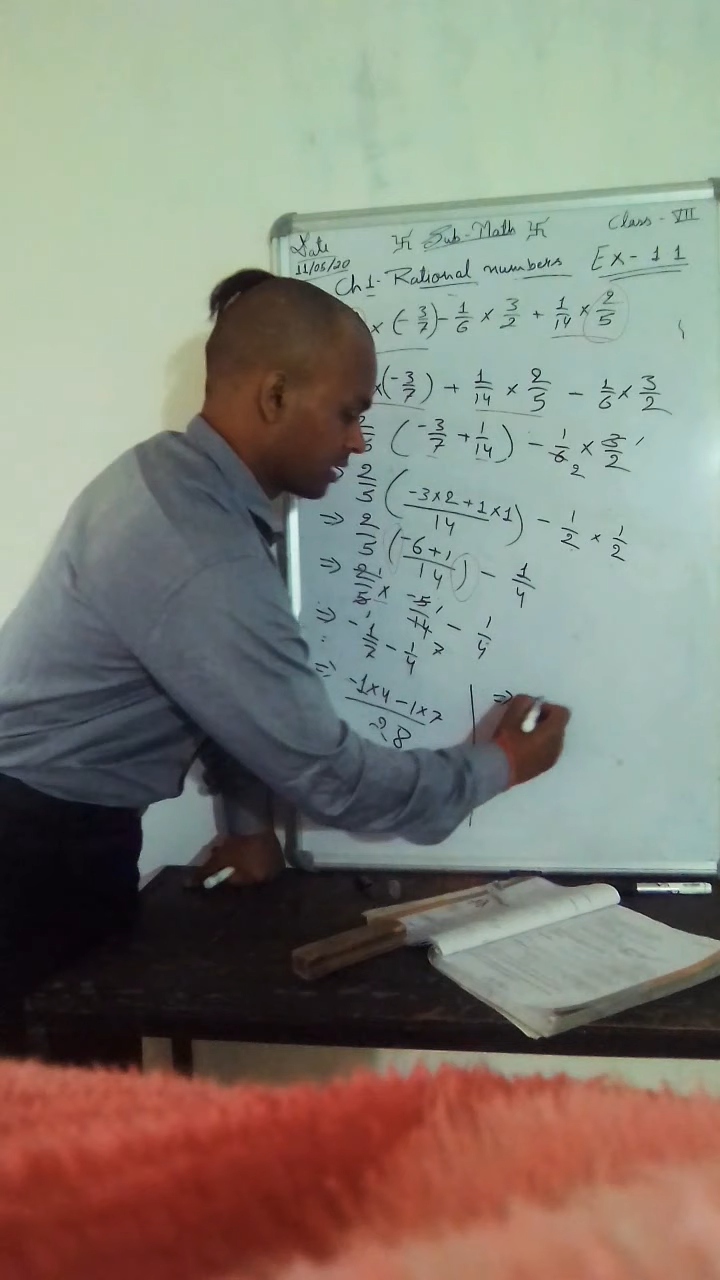 Date 卐 Sub-Math 卐 Class - VII
11/05/20
Ch 1- Rational numbers Ex - 1 1
× (-3/7) - 1/6 × 3/2 + 1/14 × 2/5
×(-3/7) + 1/14 × 2/5 - 1/6 × 3/2
(-3/7 + 1/14) - 1/6 × 3/2
2
⇒ 2/5 (-3×2+1×1/14) - 1/2 × 1/2
⇒ 2/5 (-6+1/14) - 1/4
⇒ 2/5 × -5/14 - 1/4
7
⇒ -1/7 - 1/4
⇒ -1×4-1×7/28
⇒